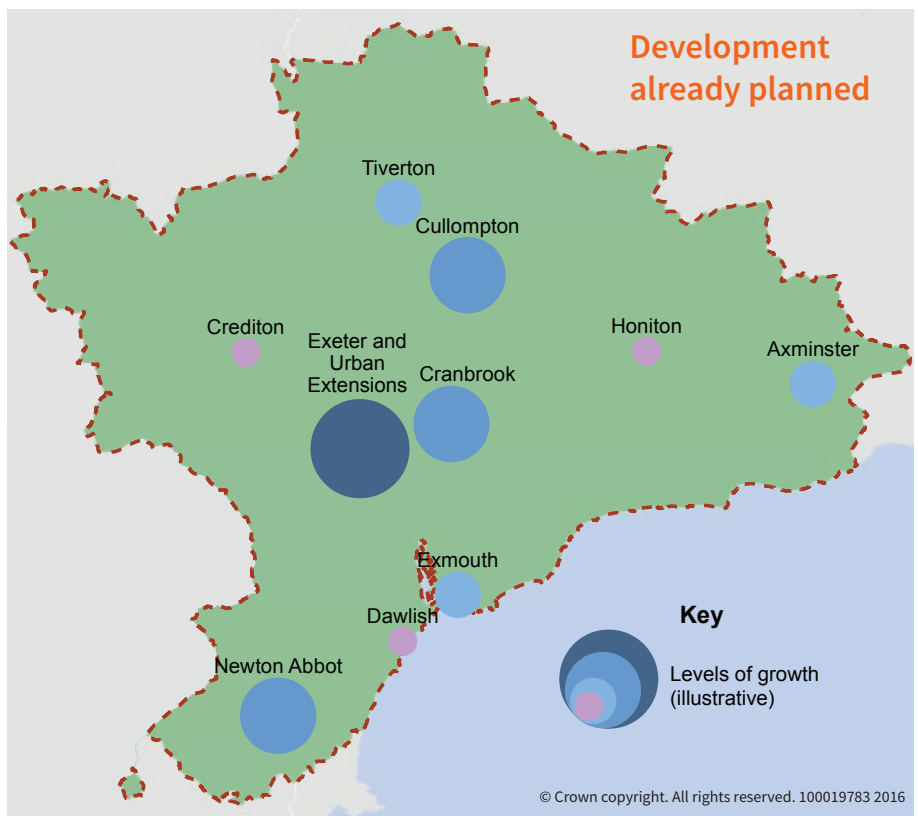 Development
already planned
Tiverton
Cullompton
Crediton
Exeter and
Urban
Extensions
Cranbrook
Honiton
Axminster
Exmouth
Dawlish
Newton Abbot
Key
Levels of growth
(illustrative)
© Crown copyright. All rights reserved. 100019783 2016